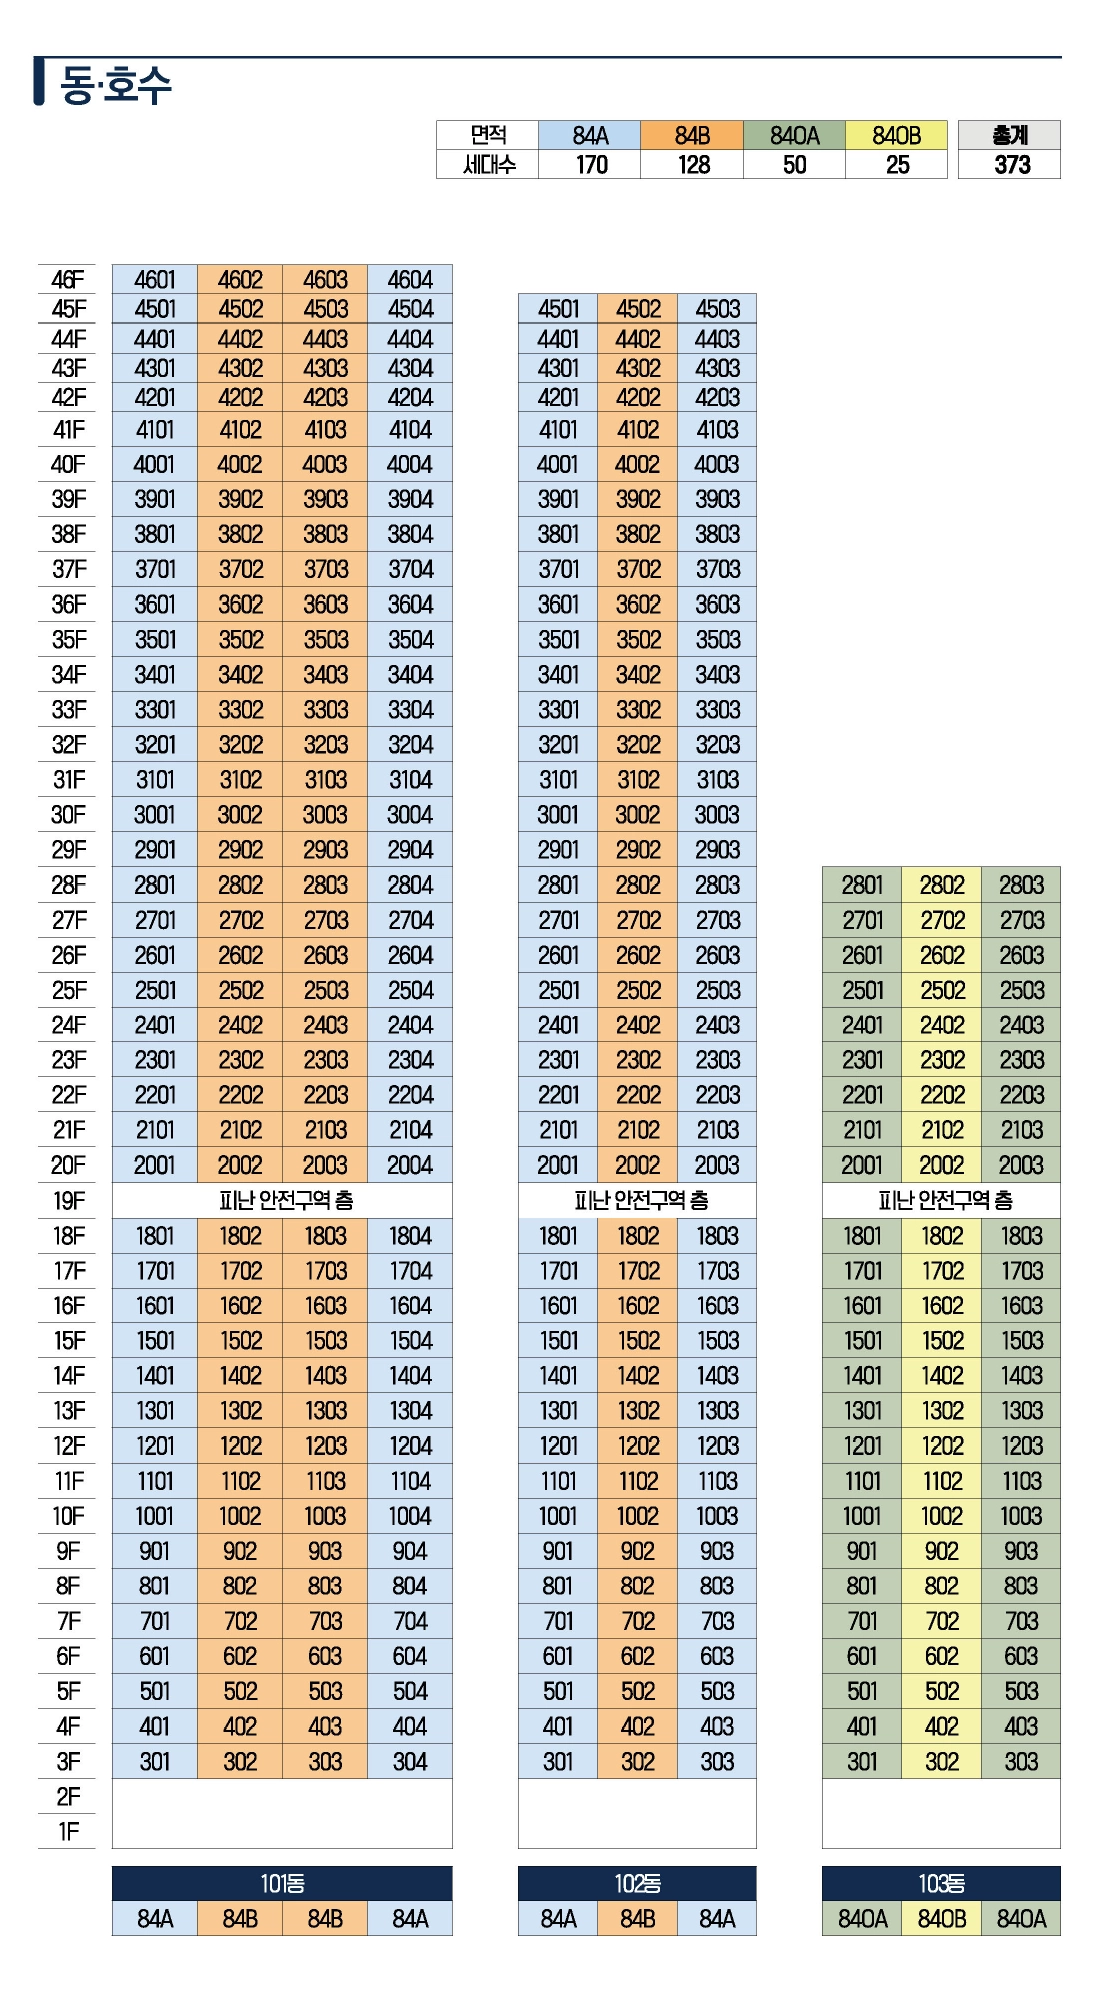 동·호수
면적 84A 84B 84OA 84OB 총계
세대수 170 128 50 25 373
46F 4601 4602 4603 4604
45F 4501 4502 4503 4504 4501 4502 4503
44F 4401 4402 4403 4404 4401 4402 4403
43F 4301 4302 4303 4304 4301 4302 4303
42F 4201 4202 4203 4204 4201 4202 4203
41F 4101 4102 4103 4104 4101 4102 4103
40F 4001 4002 4003 4004 4001 4002 4003
39F 3901 3902 3903 3904 3901 3902 3903
38F 3801 3802 3803 3804 3801 3802 3803
37F 3701 3702 3703 3704 3701 3702 3703
36F 3601 3602 3603 3604 3601 3602 3603
35F 3501 3502 3503 3504 3501 3502 3503
34F 3401 3402 3403 3404 3401 3402 3403
33F 3301 3302 3303 3304 3301 3302 3303
32F 3201 3202 3203 3204 3201 3202 3203
31F 3101 3102 3103 3104 3101 3102 3103
30F 3001 3002 3003 3004 3001 3002 3003
29F 2901 2902 2903 2904 2901 2902 2903
28F 2801 2802 2803 2804 2801 2802 2803 2801 2802 2803
27F 2701 2702 2703 2704 2701 2702 2703 2701 2702 2703
26F 2601 2602 2603 2604 2601 2602 2603 2601 2602 2603
25F 2501 2502 2503 2504 2501 2502 2503 2501 2502 2503
24F 2401 2402 2403 2404 2401 2402 2403 2401 2402 2403
23F 2301 2302 2303 2304 2301 2302 2303 2301 2302 2303
22F 2201 2202 2203 2204 2201 2202 2203 2201 2202 2203
21F 2101 2102 2103 2104 2101 2102 2103 2101 2102 2103
20F 2001 2002 2003 2004 2001 2002 2003 2001 2002 2003
19F 피난 안전구역 층 피난 안전구역 층 피난 안전구역 층
18F 1801 1802 1803 1804 1801 1802 1803 1801 1802 1803
17F 1701 1702 1703 1704 1701 1702 1703 1701 1702 1703
16F 1601 1602 1603 1604 1601 1602 1603 1601 1602 1603
15F 1501 1502 1503 1504 1501 1502 1503 1501 1502 1503
14F 1401 1402 1403 1404 1401 1402 1403 1401 1402 1403
13F 1301 1302 1303 1304 1301 1302 1303 1301 1302 1303
12F 1201 1202 1203 1204 1201 1202 1203 1201 1202 1203
11F 1101 1102 1103 1104 1101 1102 1103 1101 1102 1103
10F 1001 1002 1003 1004 1001 1002 1003 1001 1002 1003
9F 901 902 903 904 901 902 903 901 902 903
8F 801 802 803 804 801 802 803 801 802 803
7F 701 702 703 704 701 702 703 701 702 703
6F 601 602 603 604 601 602 603 601 602 603
5F 501 502 503 504 501 502 503 501 502 503
4F 401 402 403 404 401 402 403 401 402 403
3F 301 302 303 304 301 302 303 301 302 303
2F
1F
101동 102동 103동
84A 84B 84B 84A 84A 84B 84A 84OA 84OB 84OA